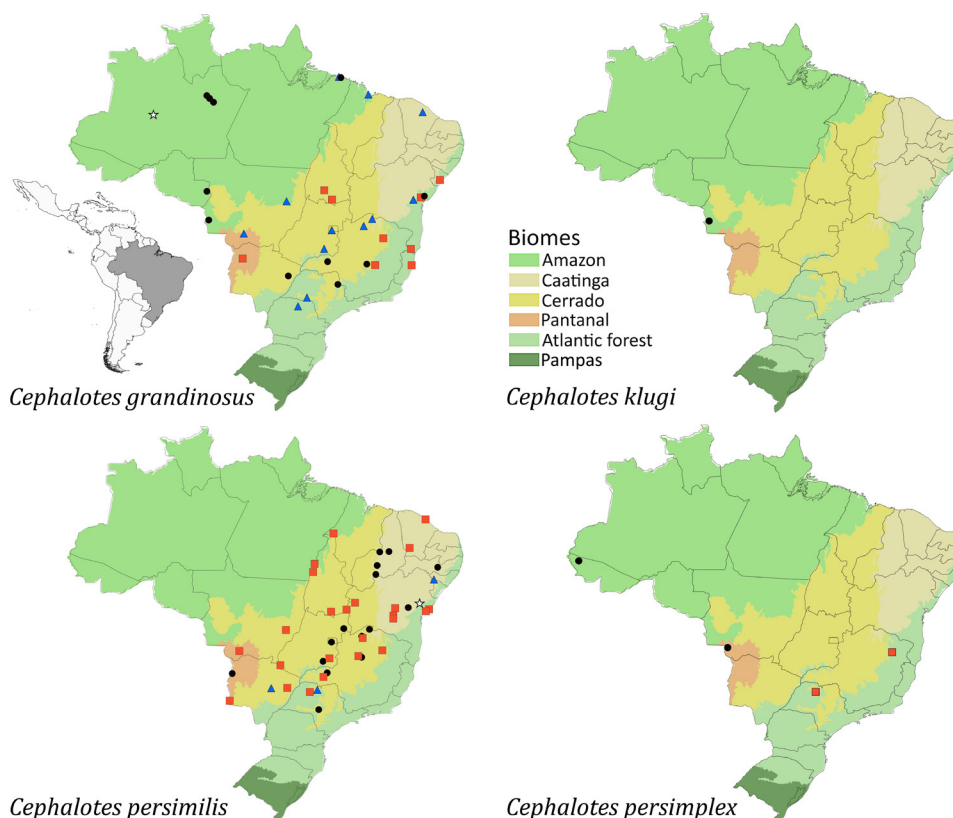 Biomes
Amazon
Caatinga
Cerrado
Pantanal
Atlantic forest
Pampas
Cephalotes grandinosus
Cephalotes klugi
Cephalotes persimilis
Cephalotes persimplex